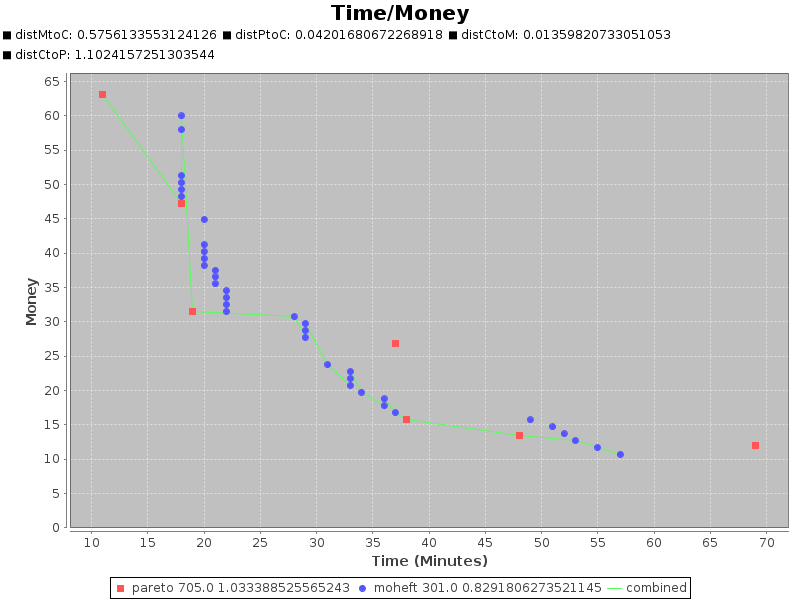 Time/Money
distMtoC: 0.5756133553124126 distPtoC: 0.04201680672268918 distCtoM: 0.01359820733051053
distCtoP: 1.1024157251303544
65
60
55
50
45
40
35
30
25
20
15
10
5
0
Money
10 15 20 25 30 35 40 45 50 55 60 65 70
Time (Minutes)
pareto 705.0 1.033388525565243 moheft 301.0 0.8291806273521145 combined